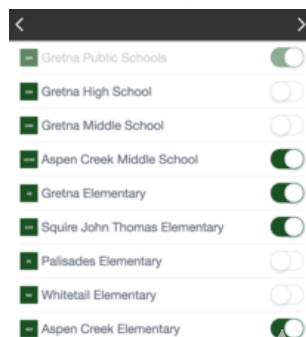 Gretna Public Schools
Gretna High School
Gretna Middle School
Aspen Creek Middle School
Gretna Elementary
Squire John Thomas Elementary
Palisades Elementary
Whitetail Elementary
Aspen Creek Elementary